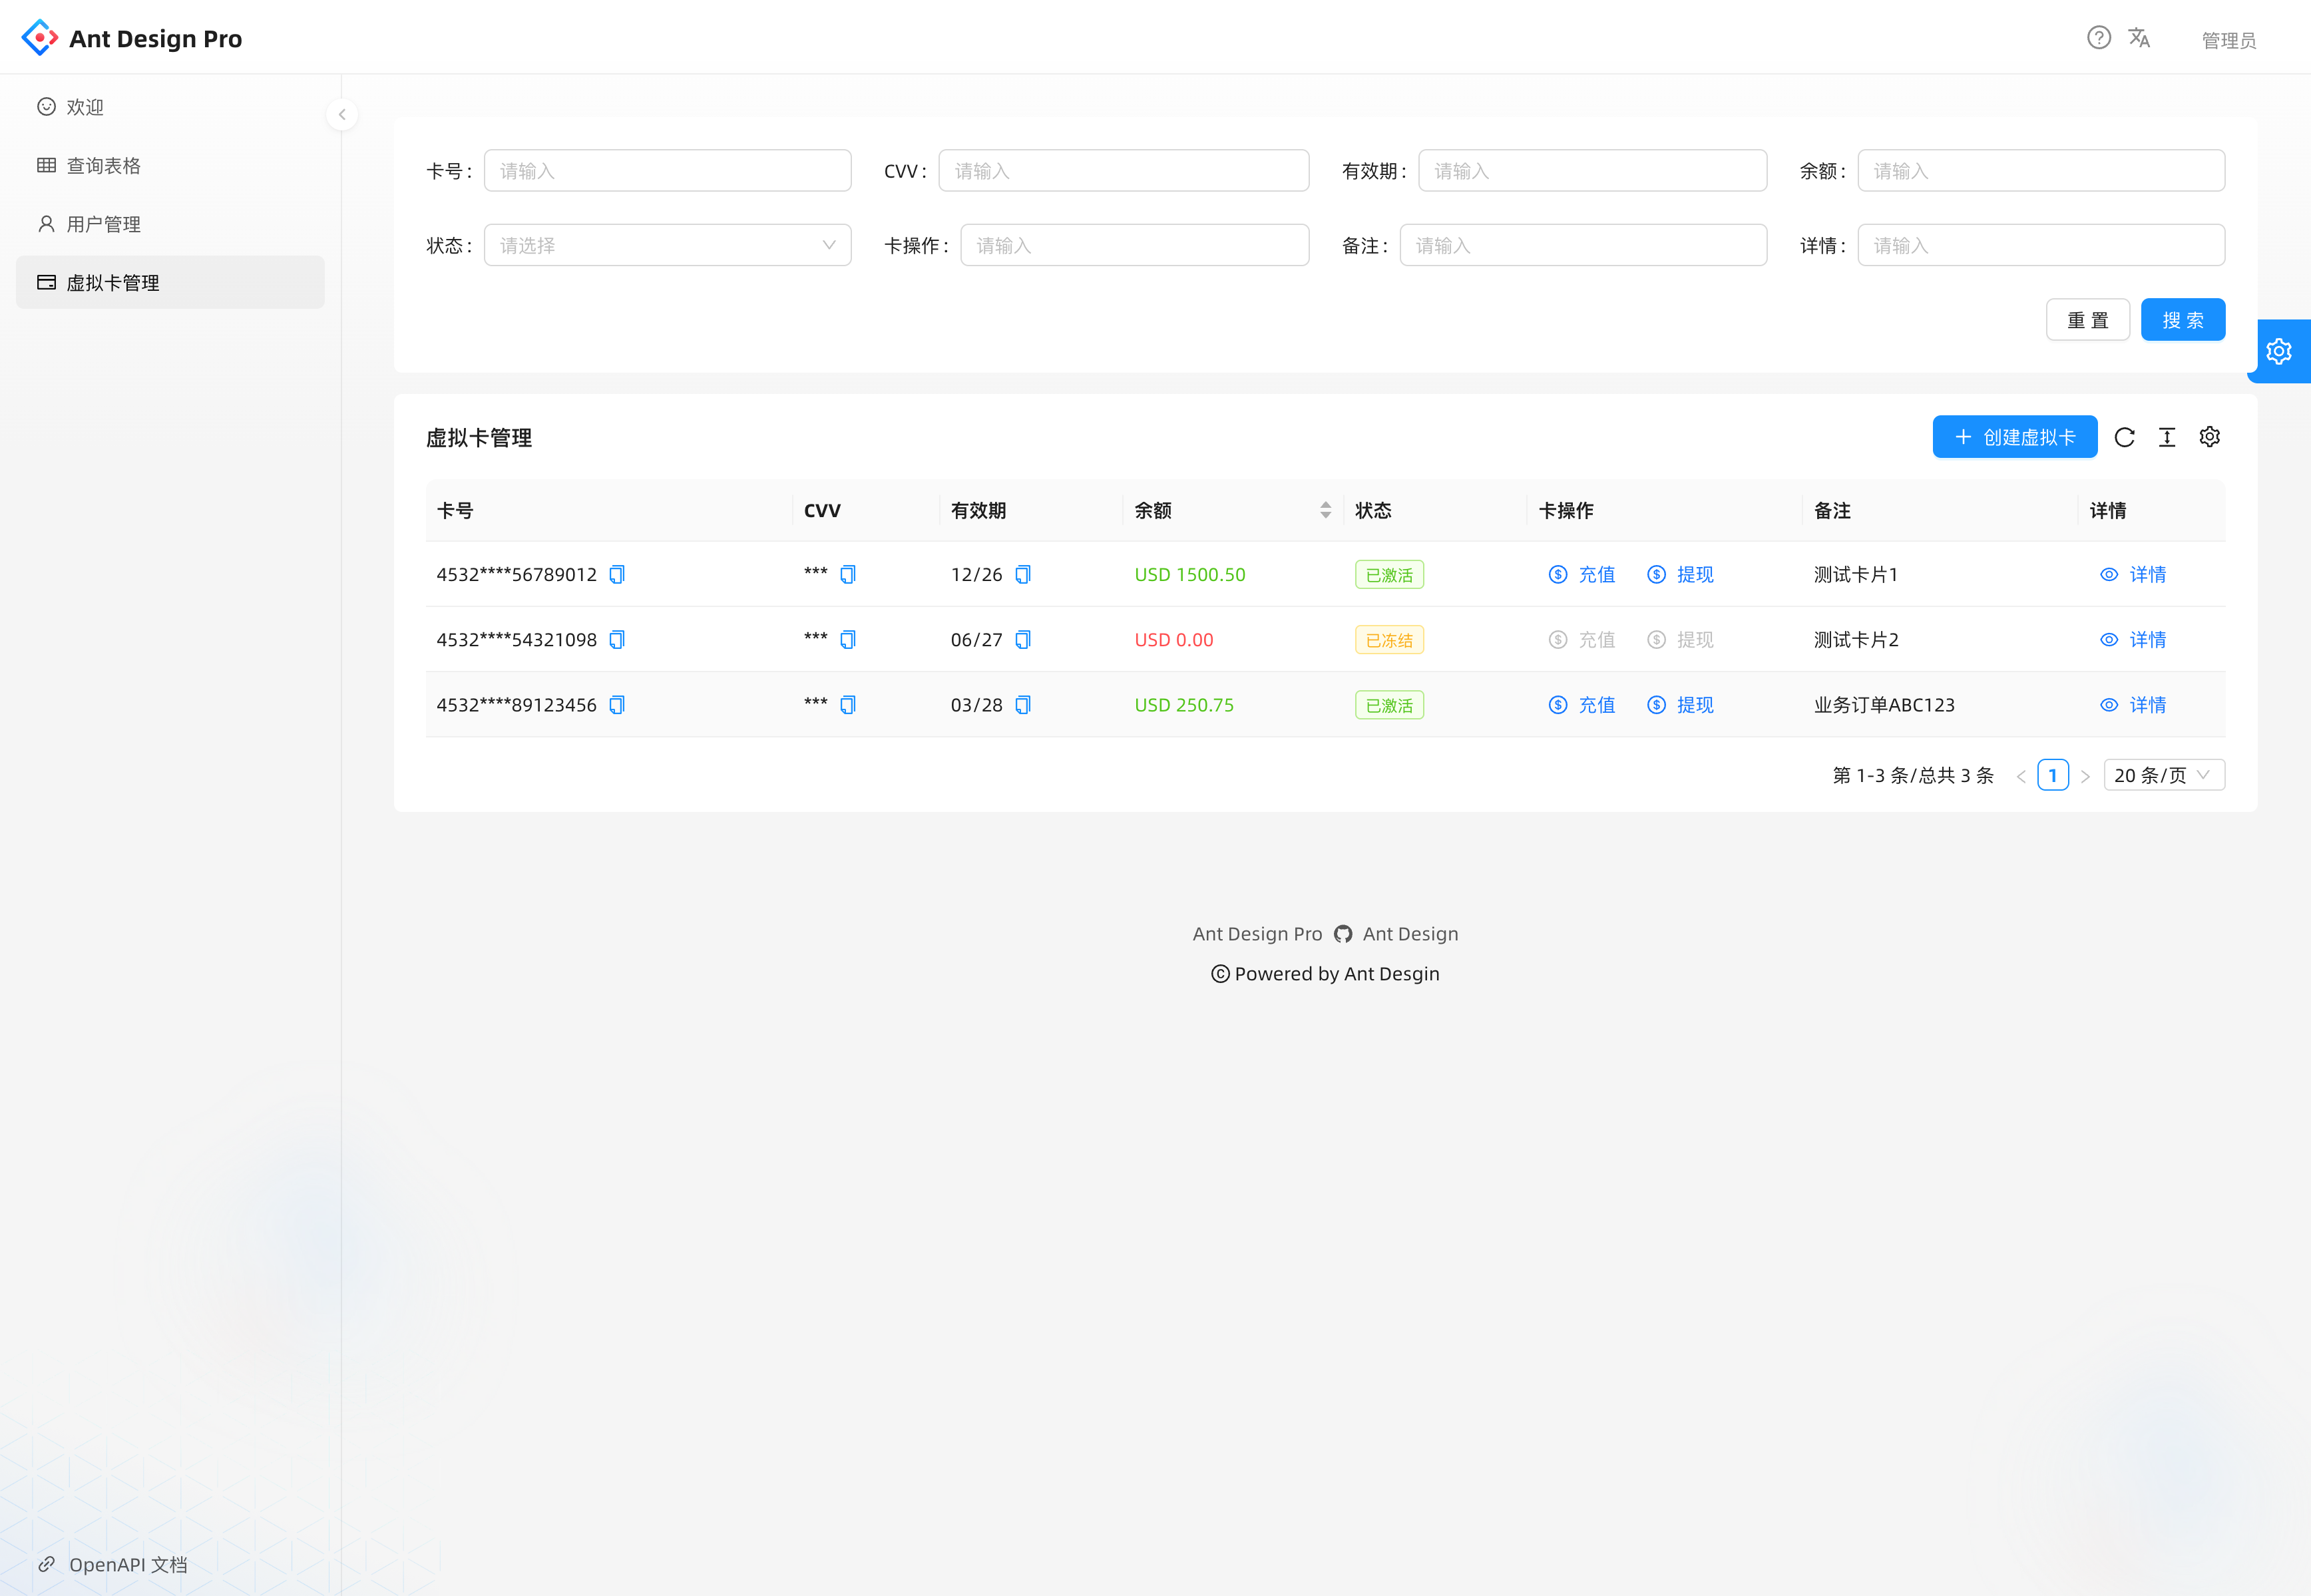 Ant Design Pro
管理员
欢迎
查询表格
用户管理
虚拟卡管理
卡号 : 请输入 CVV : 请输入 有效期 : 请输入 余额 : 请输入
状态 : 请选择 卡操作 : 请输入 备注 : 请输入 详情 : 请输入
重 置 搜 索
虚拟卡管理 创建虚拟卡
卡号 CVV 有效期 余额 状态 卡操作 备注 详情
4532****56789012 *** 12/26 USD 1500.50 已激活 充值 提现 测试卡片1 详情
4532****54321098 *** 06/27 USD 0.00 已冻结 充值 提现 测试卡片2 详情
4532****89123456 *** 03/28 USD 250.75 已激活 充值 提现 业务订单ABC123 详情
第 1-3 条/总共 3 条 1 20 条/页
Ant Design Pro Ant Design
© Powered by Ant Desgin
OpenAPI 文档